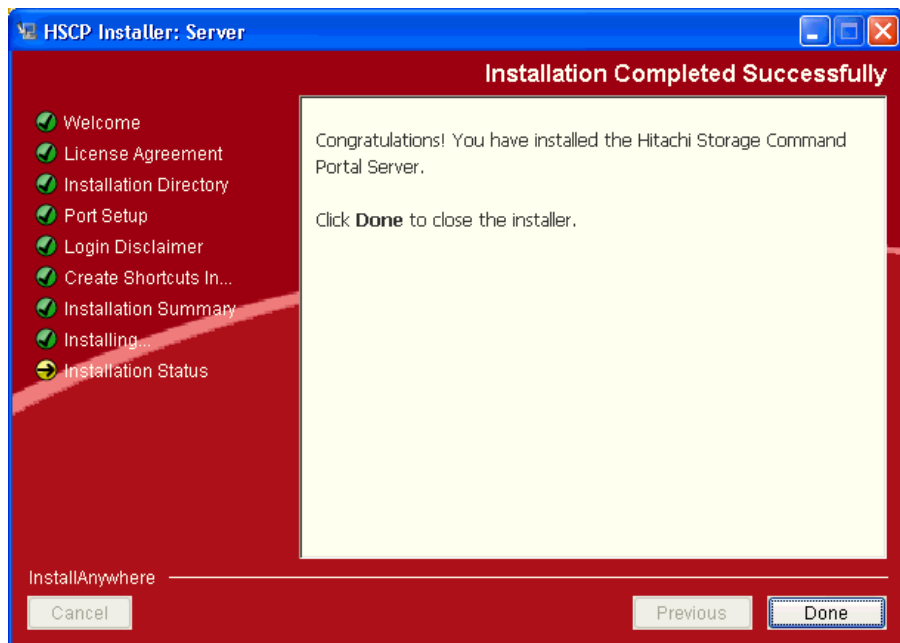 HSCP Installer: Server
Installation Completed Successfully
Welcome
License Agreement
Installation Directory
Port Setup
Login Disclaimer
Create Shortcuts In...
Installation Summary
Installing...
Installation Status
Congratulations! You have installed the Hitachi Storage Command
Portal Server.
Click Done to close the installer.
InstallAnywhere
Cancel
Previous
Done